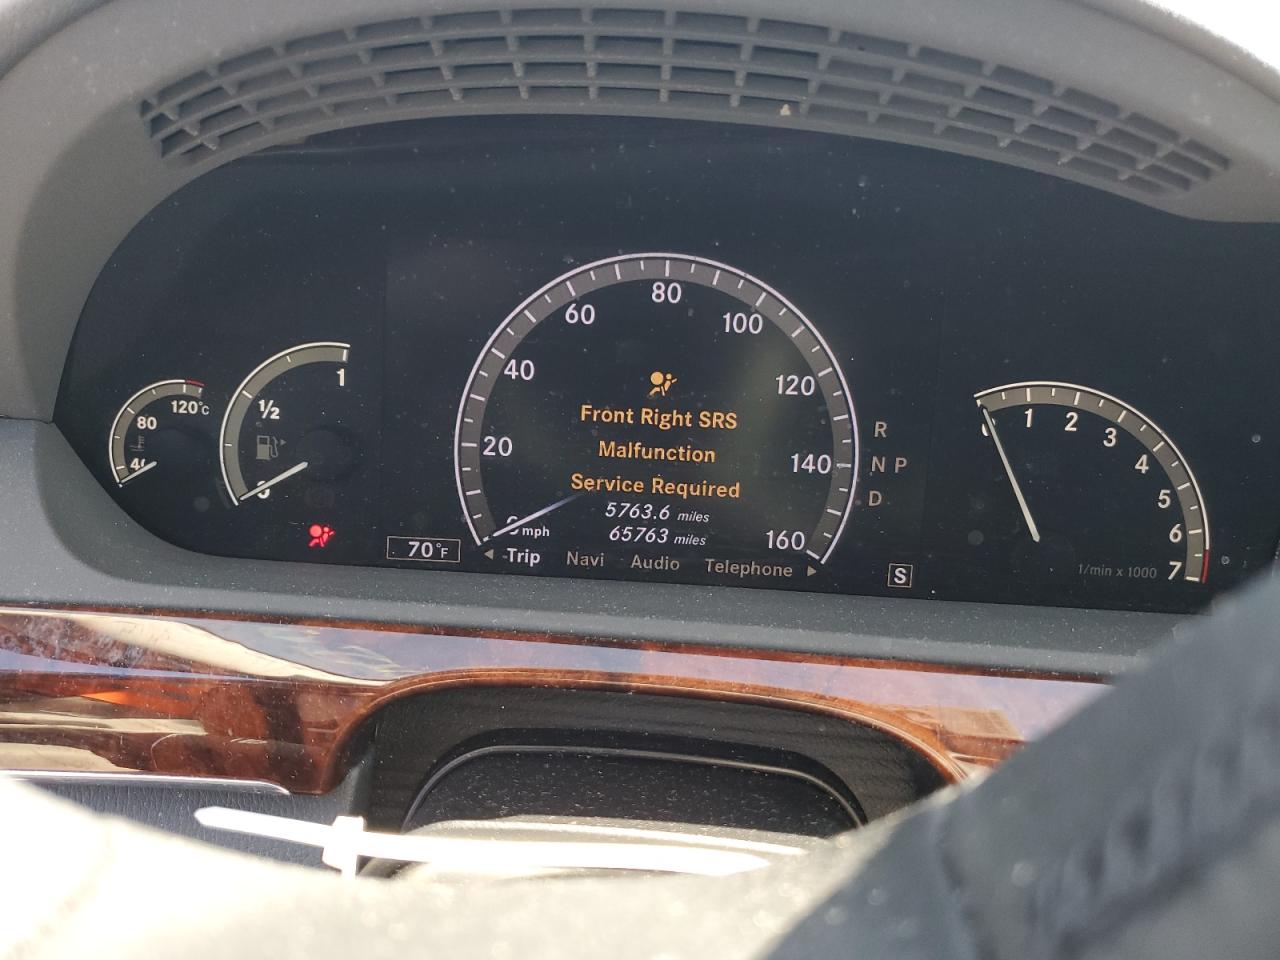 120°C
80
40
1
½
70°F
0
20
40
60
80
100
120
140
160
mph
Front Right SRS
Malfunction
Service Required
5763.6 miles
65763 miles
Trip Navi Audio Telephone
R
N P
D
S
1
2
3
4
5
6
7
1/min x 1000